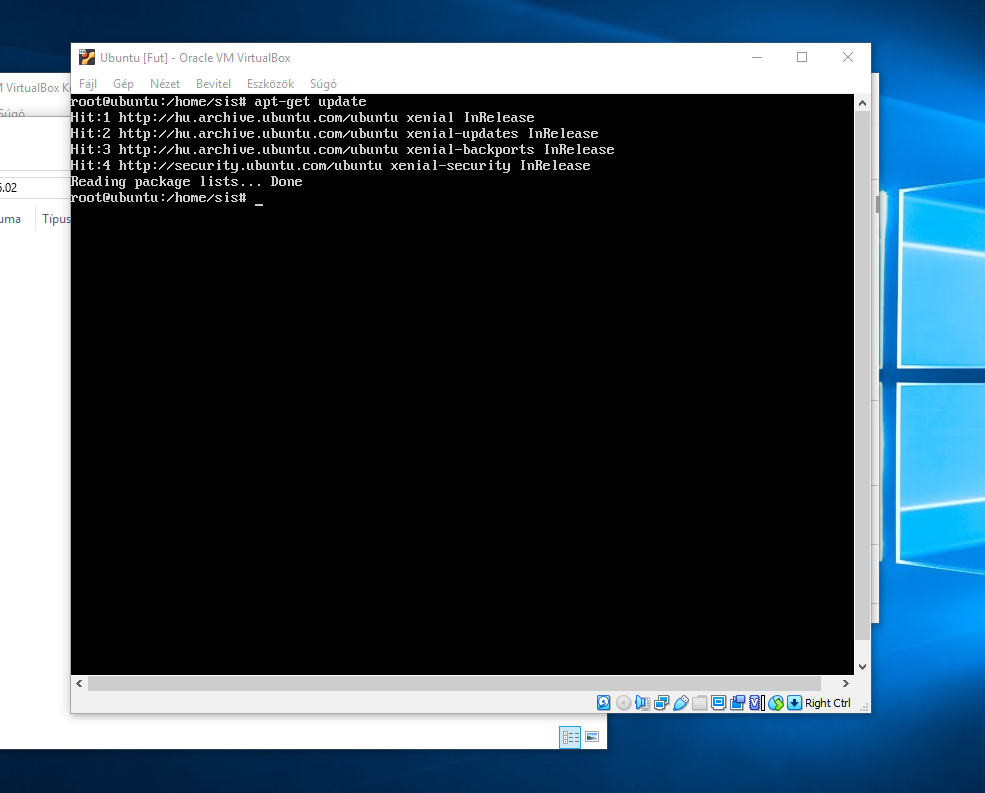 Ubuntu [Fut] - Oracle VM VirtualBox
Fájl Gép Nézet Bevitel Eszközök Súgó
VirtualBox
Súgó
root@ubuntu:/home/sis# apt-get update
Hit:1 http://hu.archive.ubuntu.com/ubuntu xenial InRelease
Hit:2 http://hu.archive.ubuntu.com/ubuntu xenial-updates InRelease
Hit:3 http://hu.archive.ubuntu.com/ubuntu xenial-backports InRelease
Hit:4 http://security.ubuntu.com/ubuntu xenial-security InRelease
Reading package lists... Done
root@ubuntu:/home/sis# _
.02
uma Típus
Right Ctrl